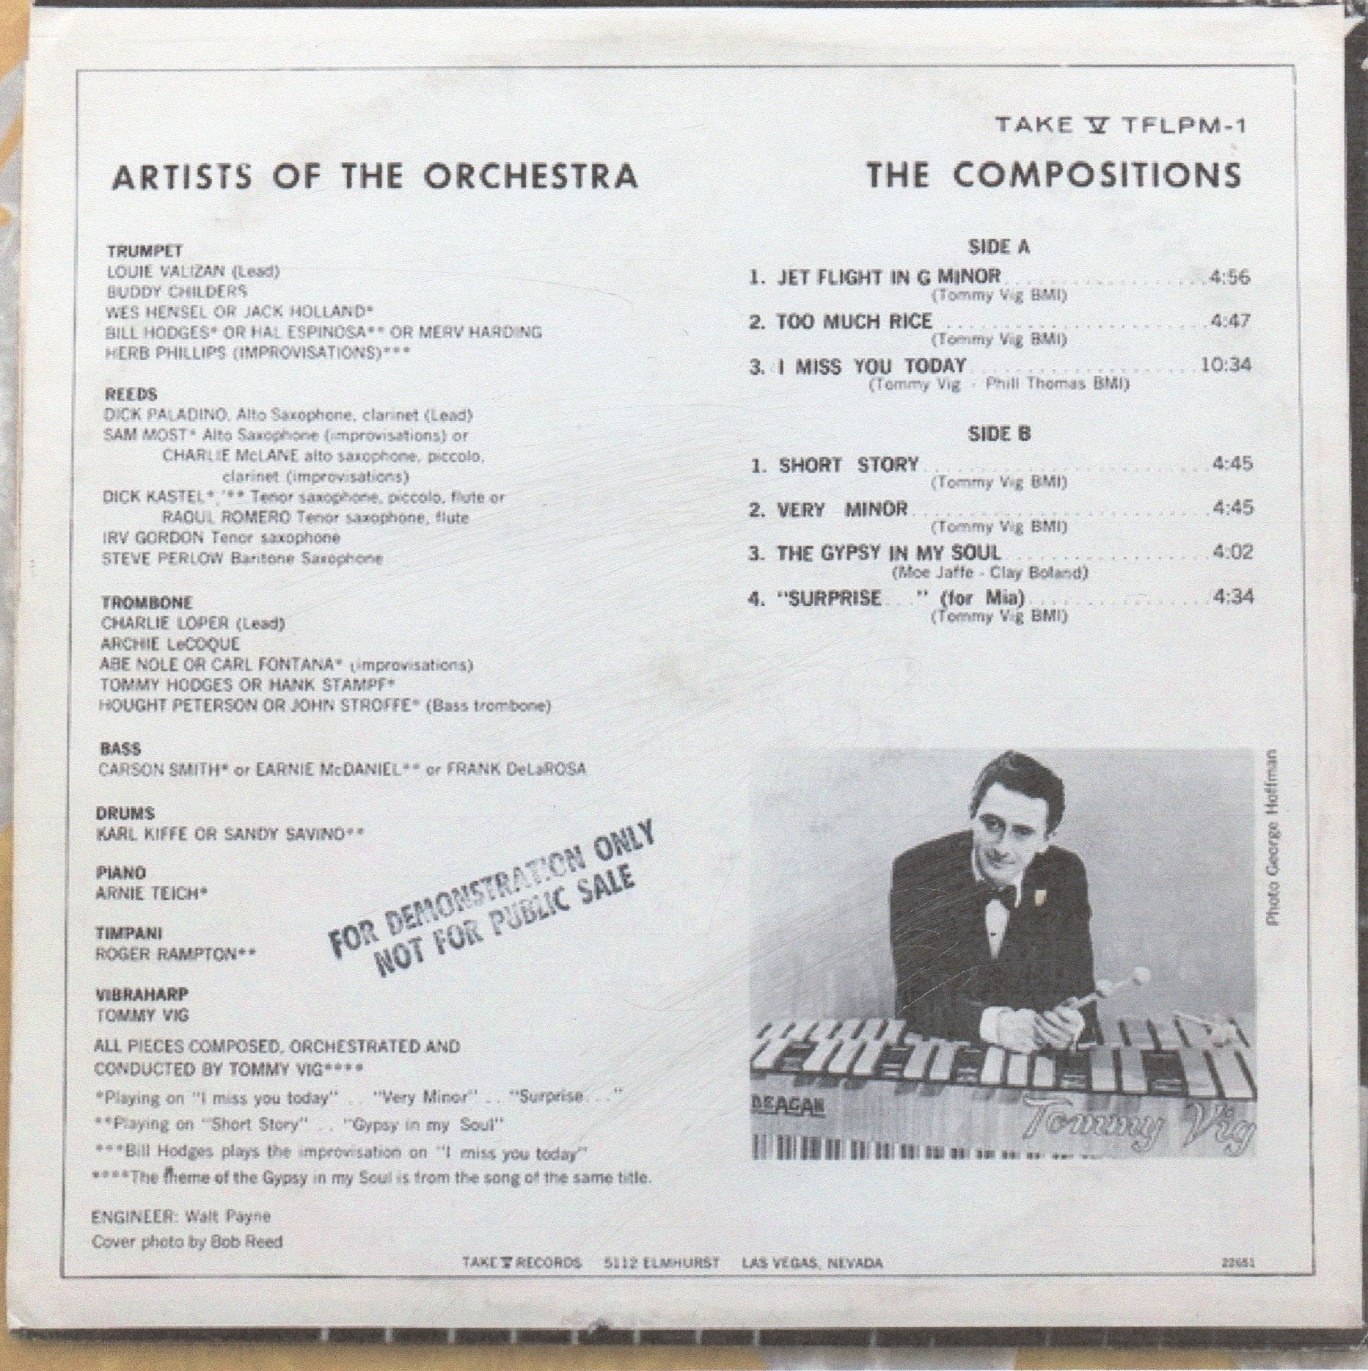 TAKE V TFLPM-1
ARTISTS OF THE ORCHESTRA
TRUMPET
LOUIE VALIZAN (Lead)
BUDDY CHILDERS
WES HENSEL OR JACK HOLLAND*
BILL HODGES* OR HAL ESPINOSA** OR MERV HARDING
HERB PHILLIPS (IMPROVISATIONS)***
REEDS
DICK PALADINO, Alto Saxophone, clarinet (Lead)
SAM MOST* Alto Saxophone (improvisations) or
CHARLIE McLANE alto saxophone, piccolo,
clarinet (improvisations)
DICK KASTEL*,** Tenor saxophone, piccolo, flute or
RAOUL ROMERO Tenor saxophone, flute
IRV GORDON Tenor saxophone
STEVE PERLOW Baritone Saxophone
TROMBONE
CHARLIE LOPER (Lead)
ARCHIE LeCOQUE
ABE NOLE OR CARL FONTANA* (improvisations)
TOMMY HODGES OR HANK STAMPF*
HOUGHT PETERSON OR JOHN STROFFE* (Bass trombone)
BASS
CARSON SMITH* or EARNIE McDANIEL** or FRANK DeLaROSA
DRUMS
KARL KIFFE OR SANDY SAVINO**
PIANO
ARNIE TEICH*
TIMPANI
ROGER RAMPTON**
VIBRAHARP
TOMMY VIG
ALL PIECES COMPOSED, ORCHESTRATED AND
CONDUCTED BY TOMMY VIG****
*Playing on "I miss you today" . . "Very Minor" . . "Surprise. . ."
**Playing on "Short Story" . . "Gypsy in my Soul"
***Bill Hodges plays the improvisation on "I miss you today"
****The theme of the Gypsy in my Soul is from the song of the same title.
ENGINEER: Walt Payne
Cover photo by Bob Reed
FOR DEMONSTRATION ONLY
NOT FOR PUBLIC SALE
THE COMPOSITIONS
SIDE A
1. JET FLIGHT IN G MINOR 4:56
(Tommy Vig BMI)
2. TOO MUCH RICE 4:47
(Tommy Vig BMI)
3. I MISS YOU TODAY 10:34
(Tommy Vig - Phill Thomas BMI)
SIDE B
1. SHORT STORY 4:45
(Tommy Vig BMI)
2. VERY MINOR 4:45
(Tommy Vig BMI)
3. THE GYPSY IN MY SOUL 4:02
(Moe Jaffe - Clay Boland)
4. "SURPRISE . . ." (for Mia) 4:34
(Tommy Vig BMI)
Photo George Hoffman
DEAGAN
Tommy Vig
TAKE V RECORDS 5112 ELMHURST LAS VEGAS, NEVADA
22651